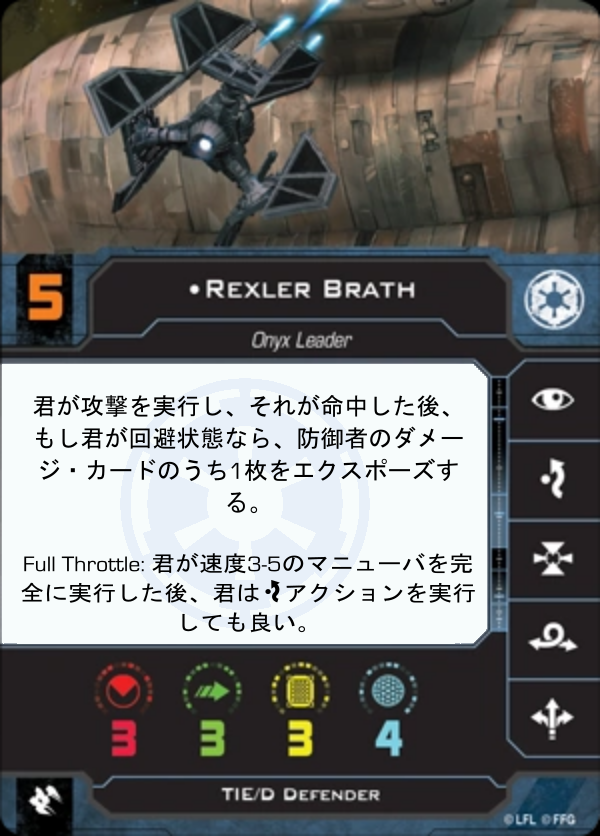 5
•Rexler Brath
Onyx Leader
君が攻撃を実行し、それが命中した後、
もし君が回避状態なら、防御者のダメー
ジ・カードのうち1枚をエクスポーズす
る。
Full Throttle: 君が速度3-5のマニューバを完
全に実行した後、君はアクションを実行
しても良い。
3 3 3 4
TIE/D Defender
©LFL ©FFG